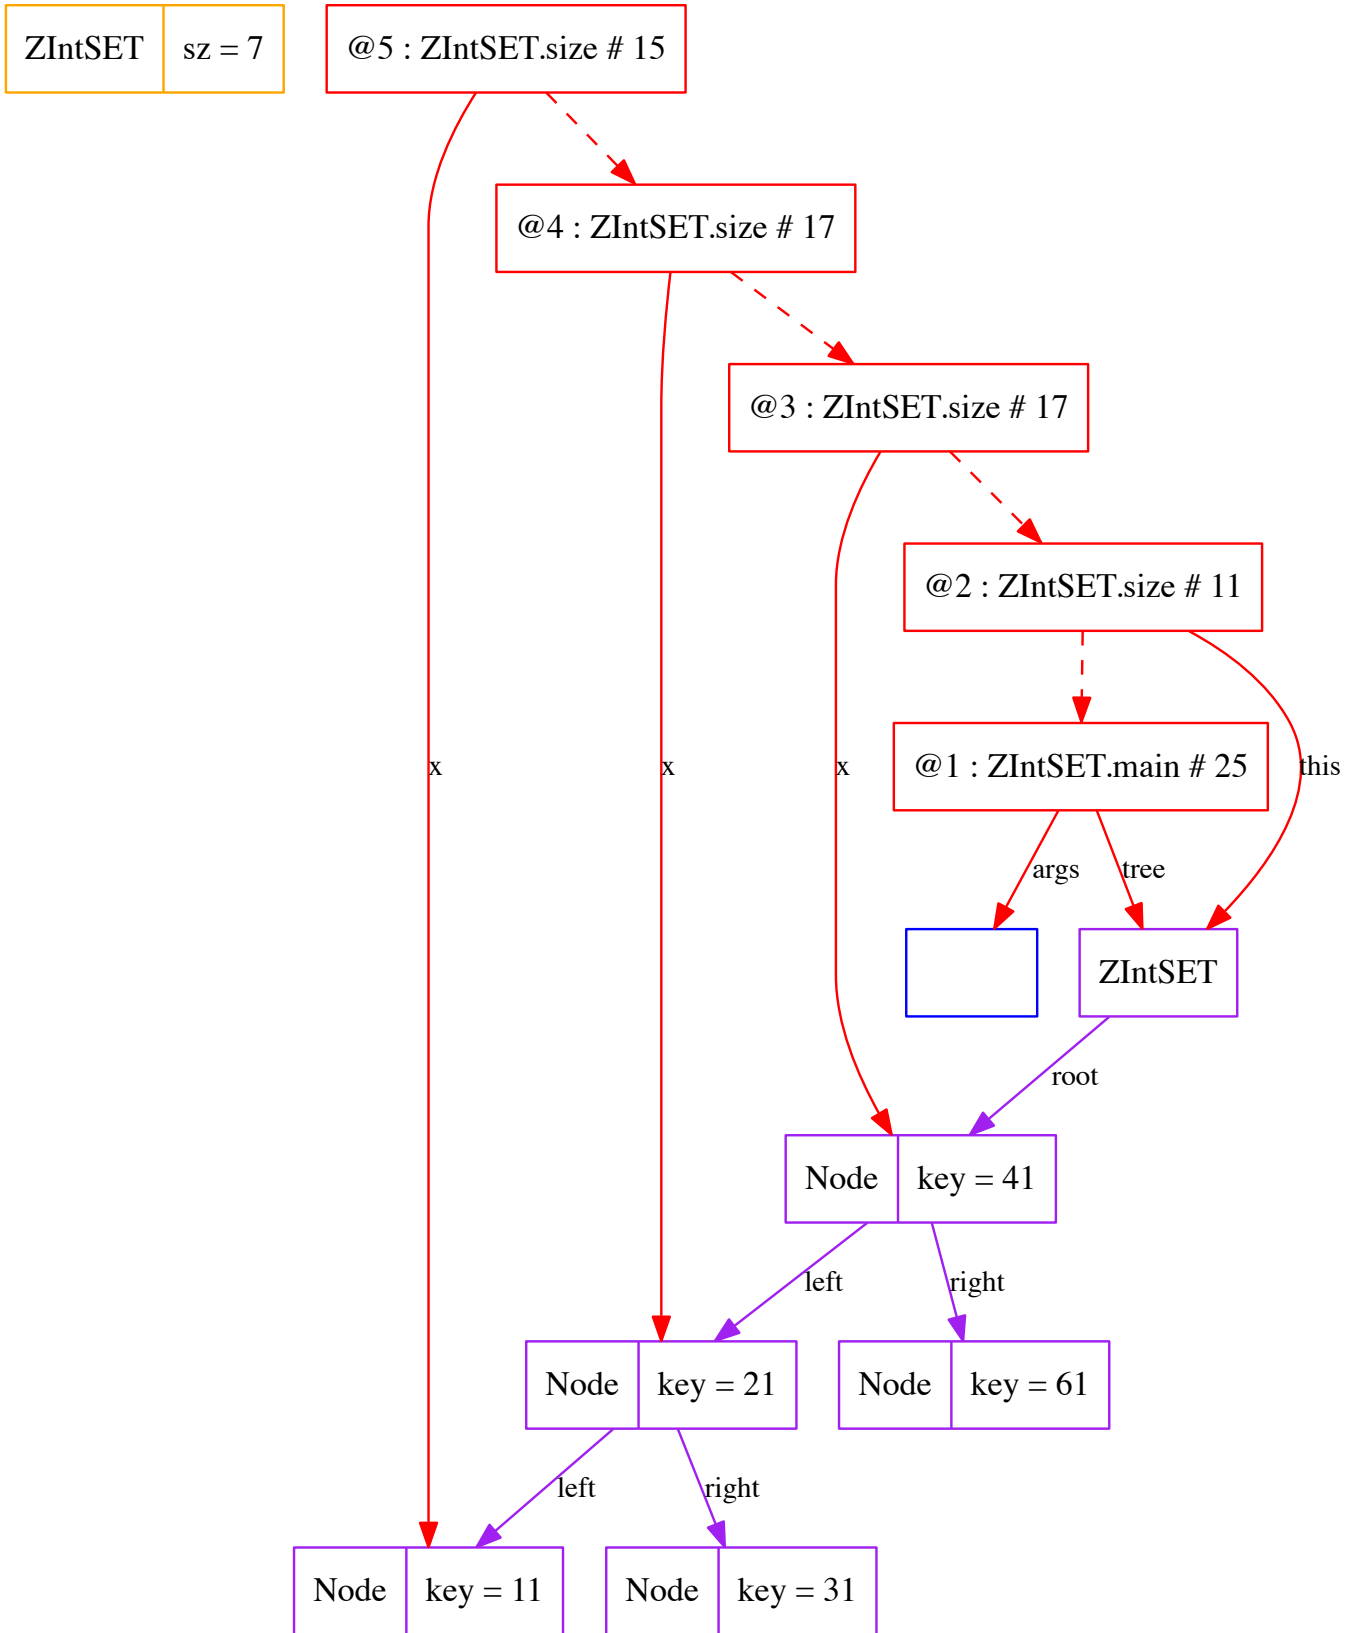 ZIntSET sz = 7
@5 : ZIntSET.size # 15
@4 : ZIntSET.size # 17
@3 : ZIntSET.size # 17
@2 : ZIntSET.size # 11
x
x
x
@1 : ZIntSET.main # 25
this
args
tree
ZIntSET
root
Node key = 41
left
right
Node key = 21
Node key = 61
left
right
Node key = 11
Node key = 31